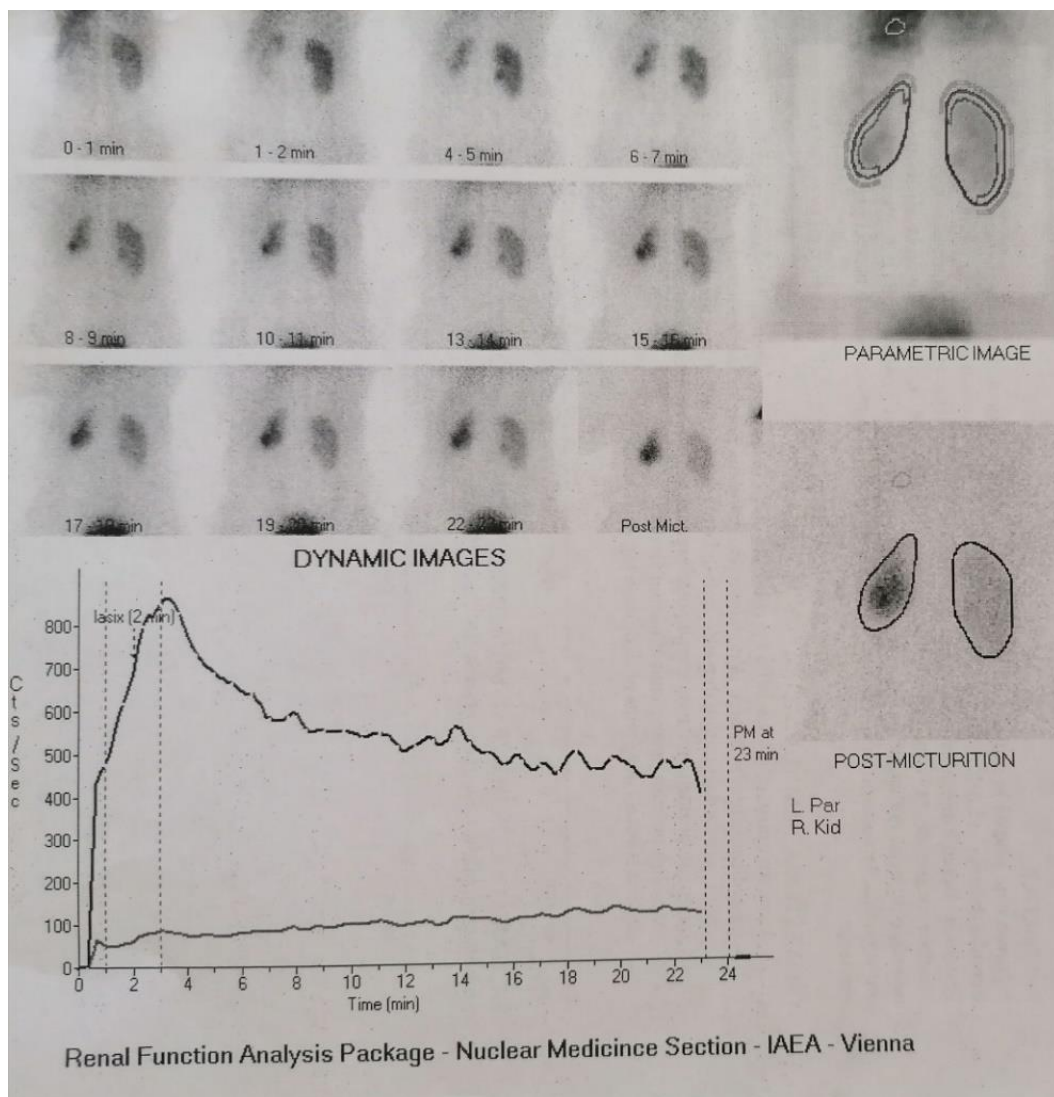 0 - 1 min
1 - 2 min
4 - 5 min
6 - 7 min
8 - 9 min
10 - 11 min
13 - 14 min
15 - 16 min
PARAMETRIC IMAGE
17 - 18 min
19 - 20 min
22 - 23 min
Post Mict.
DYNAMIC IMAGES
lasix (2 min)
800
700
600
500
400
300
200
100
0
Cts/Sec
PM at
23 min
POST-MICTURITION
L. Par
R. Kid
0 2 4 6 8 10 12 14 16 18 20 22 24
Time (min)
Renal Function Analysis Package - Nuclear Medicince Section - IAEA - Vienna